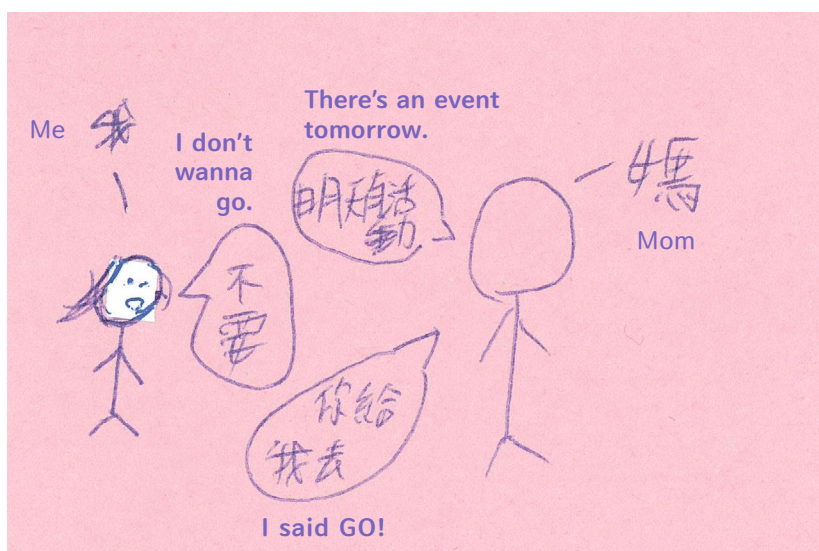 Me
我
I don't
wanna
go.
There's an event
tomorrow.
明天有活
動
媽
Mom
不
要
你給
我去
I said GO!